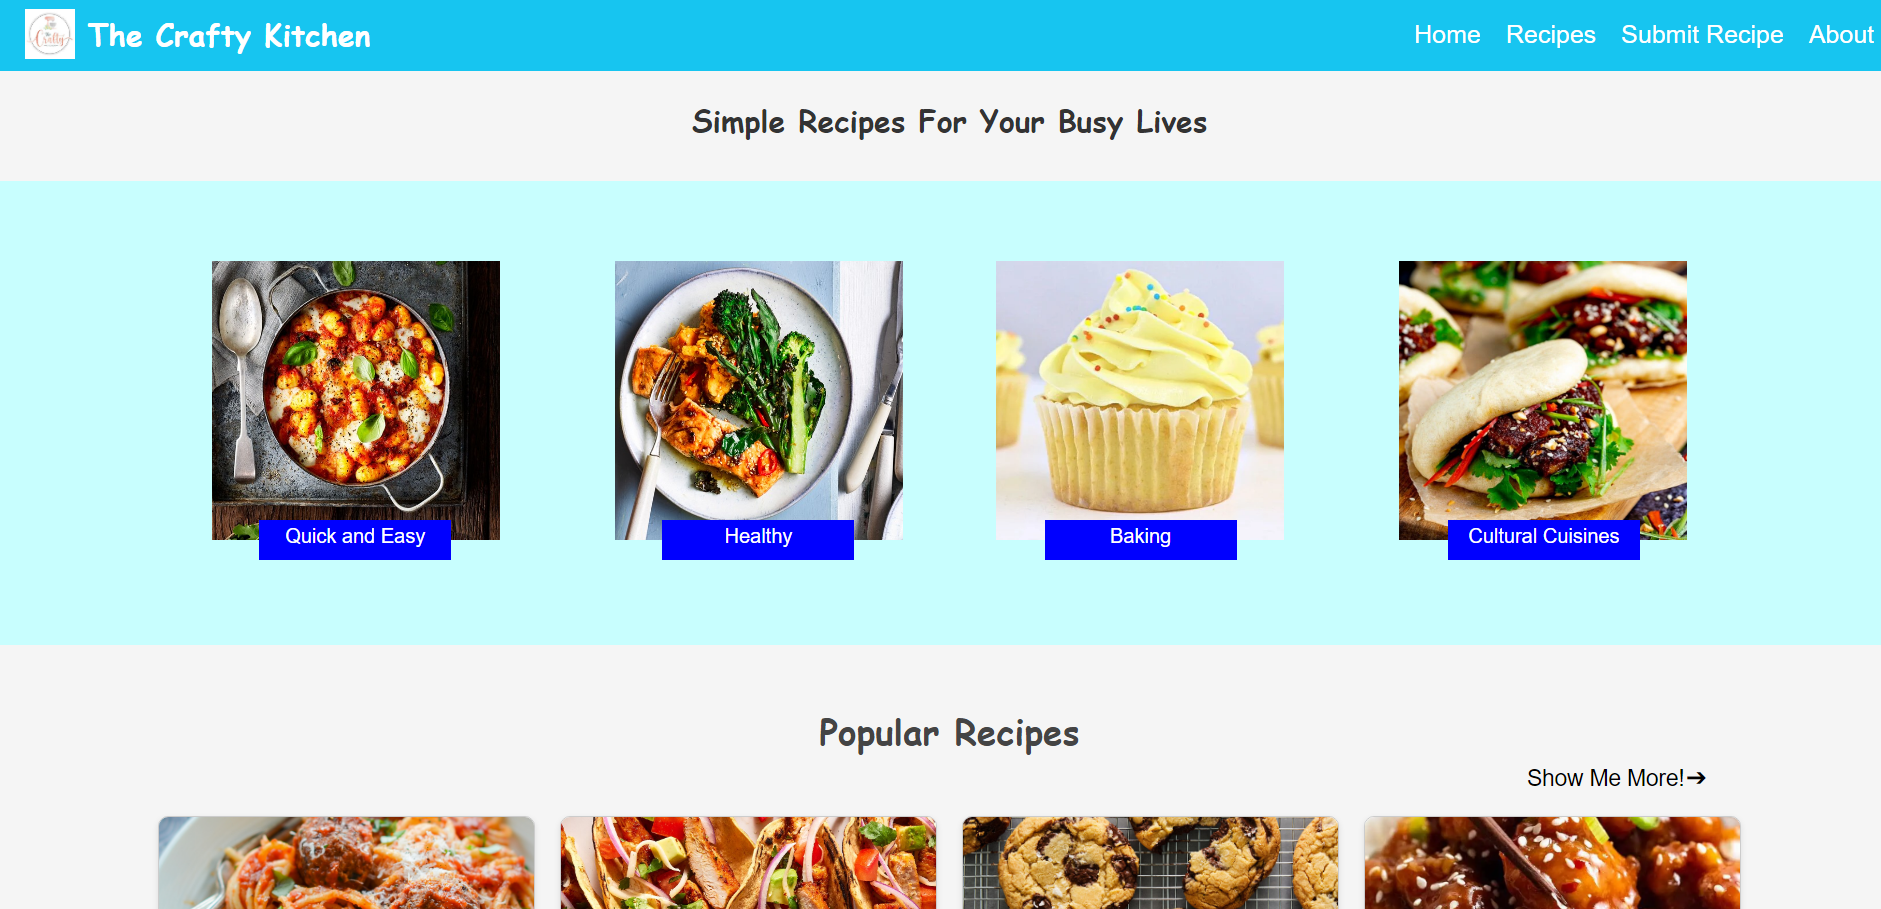 Crafty
The Crafty Kitchen
Home Recipes Submit Recipe About
Simple Recipes For Your Busy Lives
Quick and Easy
Healthy
Baking
Cultural Cuisines
Popular Recipes
Show Me More!➔